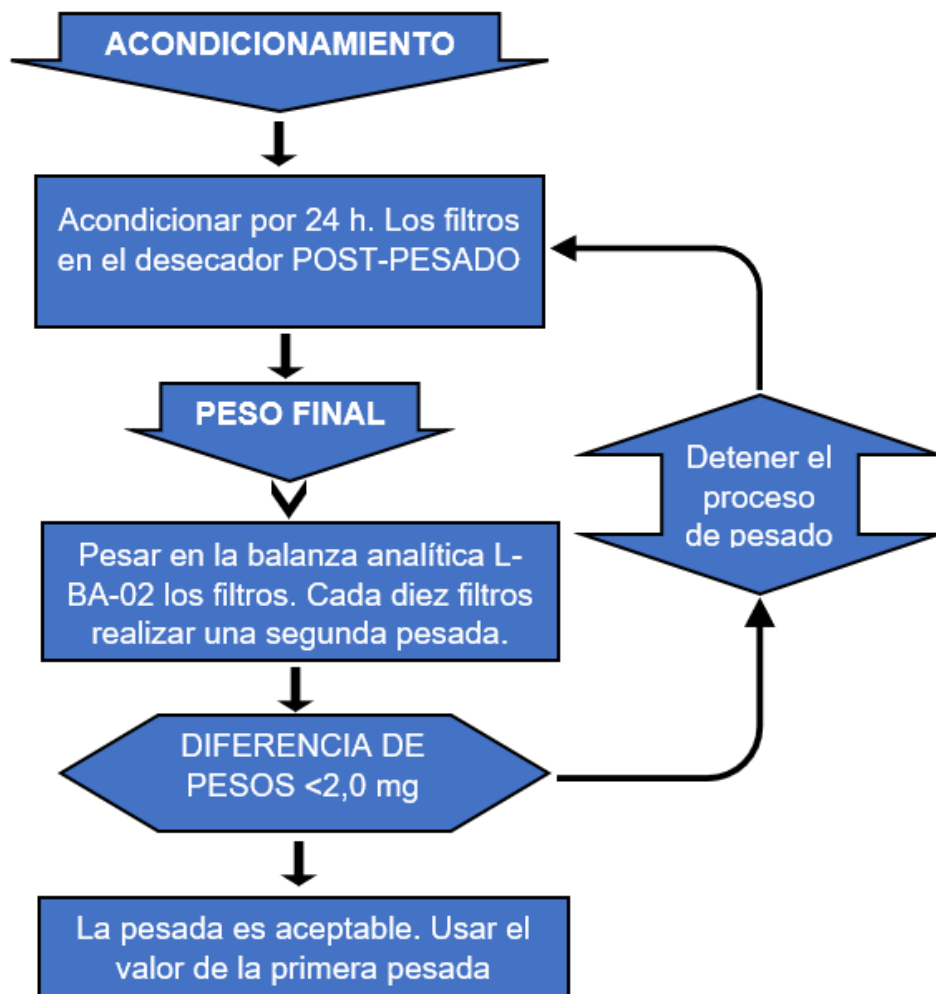 ACONDICIONAMIENTO
Acondicionar por 24 h. Los filtros
en el desecador POST-PESADO
PESO FINAL
Detener el
proceso
de pesado
Pesar en la balanza analítica L-
BA-02 los filtros. Cada diez filtros
realizar una segunda pesada.
DIFERENCIA DE
PESOS <2,0 mg
La pesada es aceptable. Usar el
valor de la primera pesada